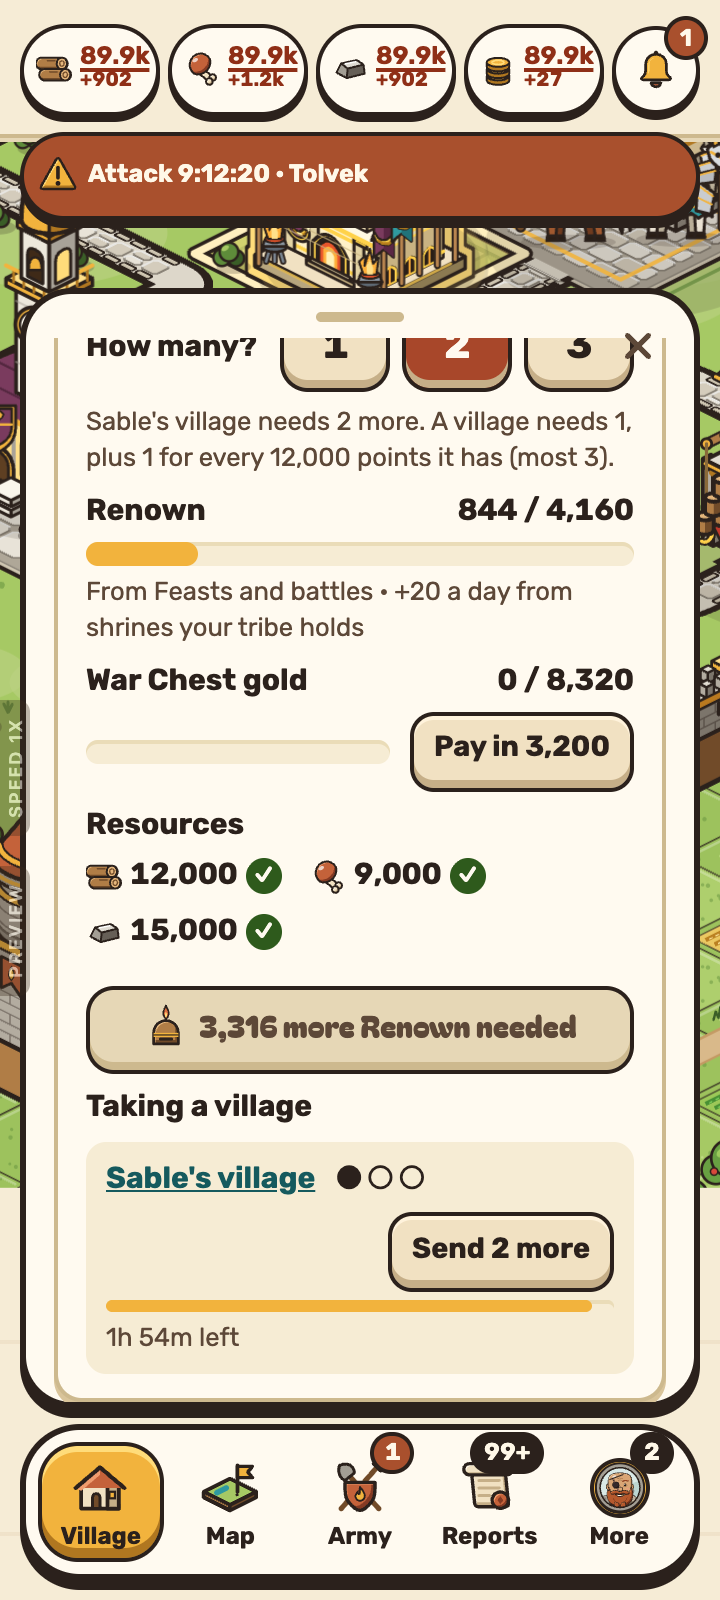 89.9k
+902
89.9k
+1.2k
89.9k
+902
89.9k
+27
1
Attack 9:12:20 • Tolvek
How many?
1
2
3
Sable's village needs 2 more. A village needs 1,
plus 1 for every 12,000 points it has (most 3).
Renown
844 / 4,160
From Feasts and battles • +20 a day from
shrines your tribe holds
War Chest gold
0 / 8,320
Pay in 3,200
SPEED 1X
Resources
12,000
9,000
PREVIEW
15,000
3,316 more Renown needed
Taking a village
Sable's village
Send 2 more
1h 54m left
Village
Map
1
Army
99+
Reports
2
More